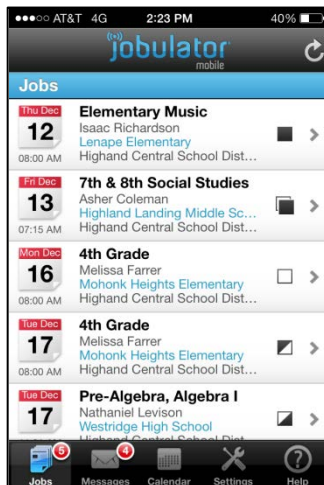 AT&T 4G 2:23 PM 40%
jobulator
mobile
Jobs
Thu Dec
12
08:00 AM
Elementary Music
Isaac Richardson
Lenape Elementary
Highand Central School Dist...
Fri Dec
13
07:15 AM
7th & 8th Social Studies
Asher Coleman
Highland Landing Middle Sc...
Highand Central School Dist...
Mon Dec
16
08:00 AM
4th Grade
Melissa Farrer
Mohonk Heights Elementary
Highand Central School Dist...
Tue Dec
17
08:00 AM
4th Grade
Melissa Farrer
Mohonk Heights Elementary
Highand Central School Dist...
Tue Dec
17
Pre-Algebra, Algebra I
Nathaniel Levison
Westridge High School
Highand Central School Dist...
5
4
Jobs Messages Calendar Settings Help